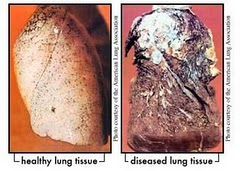 Photo courtesy of the American Lung Association
Photo courtesy of the American Lung Association
healthy lung tissue
diseased lung tissue